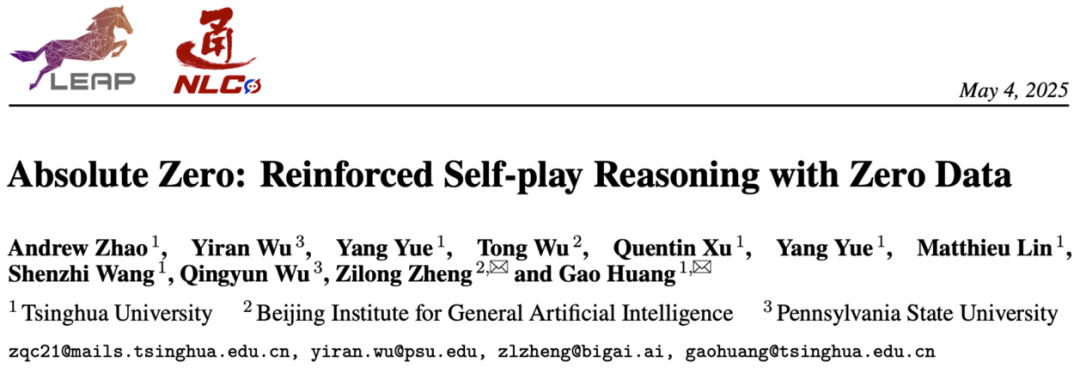 LEAP
通
NLCo
May 4, 2025
Absolute Zero: Reinforced Self-play Reasoning with Zero Data
Andrew Zhao 1, Yiran Wu 3, Yang Yue 1, Tong Wu 2, Quentin Xu 1, Yang Yue 1, Matthieu Lin 1,
Shenzhi Wang 1, Qingyun Wu 3, Zilong Zheng 2,✉ and Gao Huang 1,✉
1 Tsinghua University 2 Beijing Institute for General Artificial Intelligence 3 Pennsylvania State University
zqc21@mails.tsinghua.edu.cn, yiran.wu@psu.edu, zlzheng@bigai.ai, gaohuang@tsinghua.edu.cn